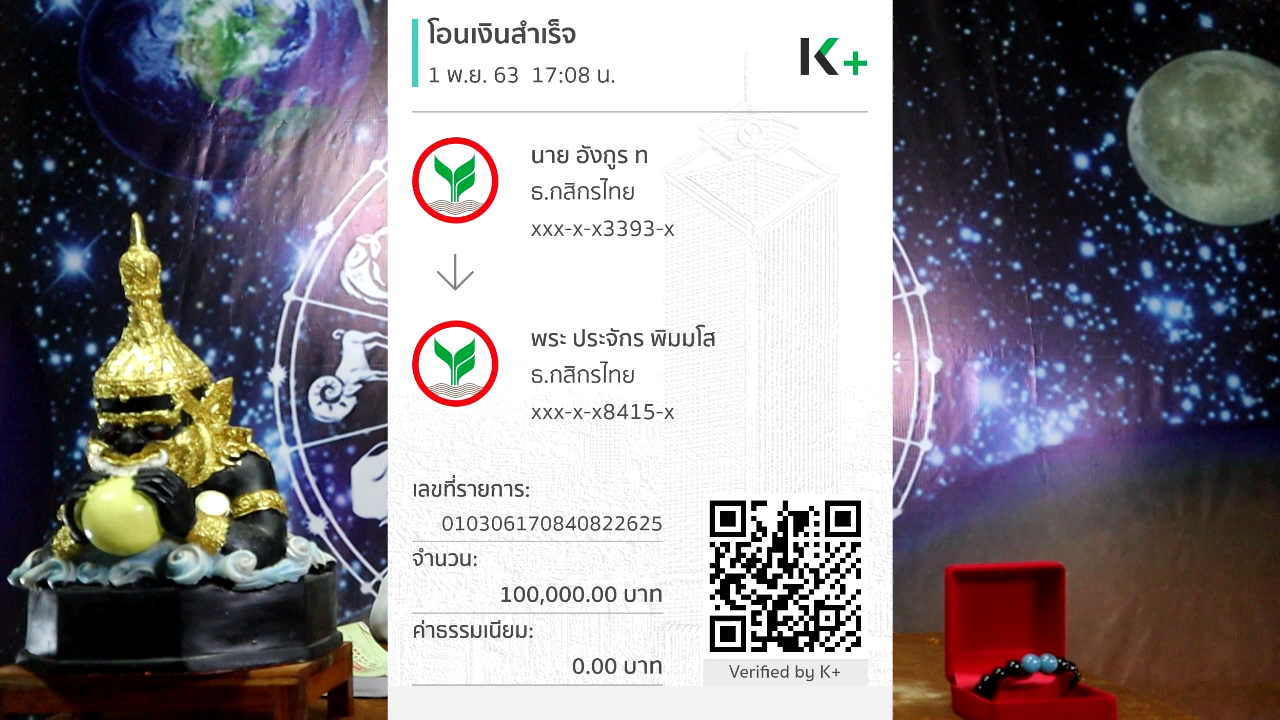 โอนเงินสำเร็จ
1 พ.ย. 63 17:08 น.
K+
นาย อังกูร ท
ธ.กสิกรไทย
xxx-x-x3393-x
พระ ประจักร พิมมโส
ธ.กสิกรไทย
xxx-x-x8415-x
เลขที่รายการ:
010306170840822625
จำนวน:
100,000.00 บาท
ค่าธรรมเนียม:
0.00 บาท
Verified by K+